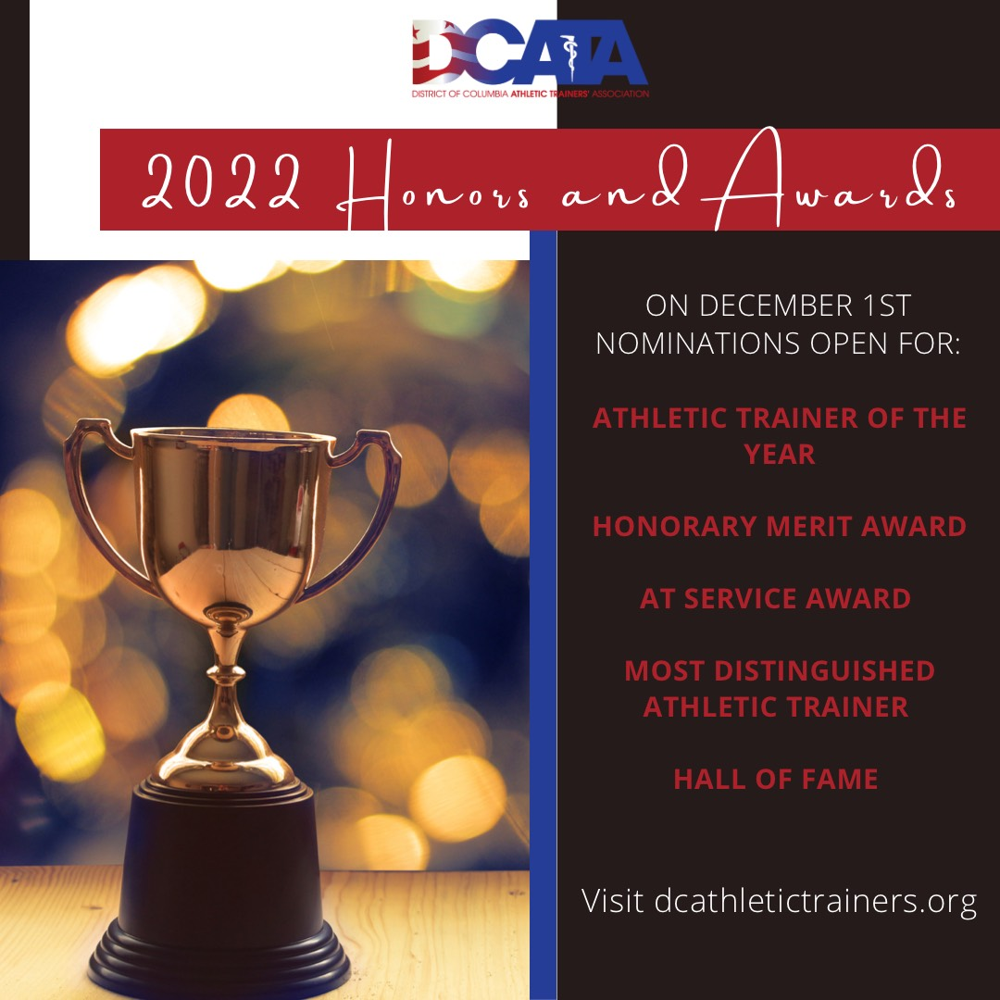 DCATA
DISTRICT OF COLUMBIA ATHLETIC TRAINERS' ASSOCIATION
2022 Honors and Awards
ON DECEMBER 1ST
NOMINATIONS OPEN FOR:
ATHLETIC TRAINER OF THE
YEAR
HONORARY MERIT AWARD
AT SERVICE AWARD
MOST DISTINGUISHED
ATHLETIC TRAINER
HALL OF FAME
Visit dcathletictrainers.org